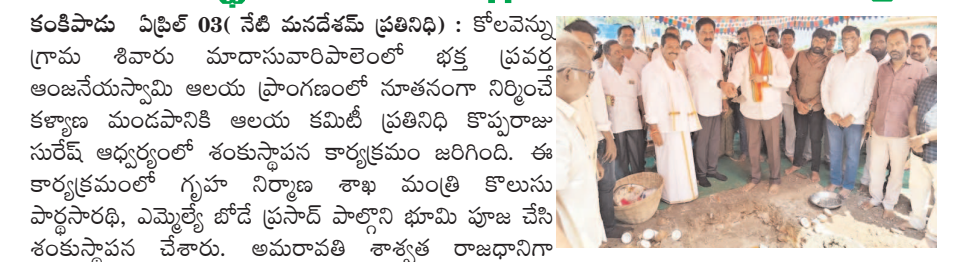 కంకిపాడు ఏప్రిల్ 03( నేటి మనదేశమ్ ప్రతినిధి) : కోలవెన్ను
గ్రామ శివారు మాదాసువారిపాలెంలో భక్త ప్రవర్త
ఆంజనేయస్వామి ఆలయ ప్రాంగణంలో నూతనంగా నిర్మించే
కళ్యాణ మండపానికి ఆలయ కమిటీ ప్రతినిధి కొప్పరాజు
సురేష్ ఆధ్వర్యంలో శంకుస్థాపన కార్యక్రమం జరిగింది. ఈ
కార్యక్రమంలో గృహ నిర్మాణ శాఖ మంత్రి కొలుసు
పార్థసారథి, ఎమ్మెల్యే బోడే ప్రసాద్ పాల్గొని భూమి పూజ చేసి
శంకుస్థాపన చేశారు. అమరావతి శాశ్వత రాజధానిగా